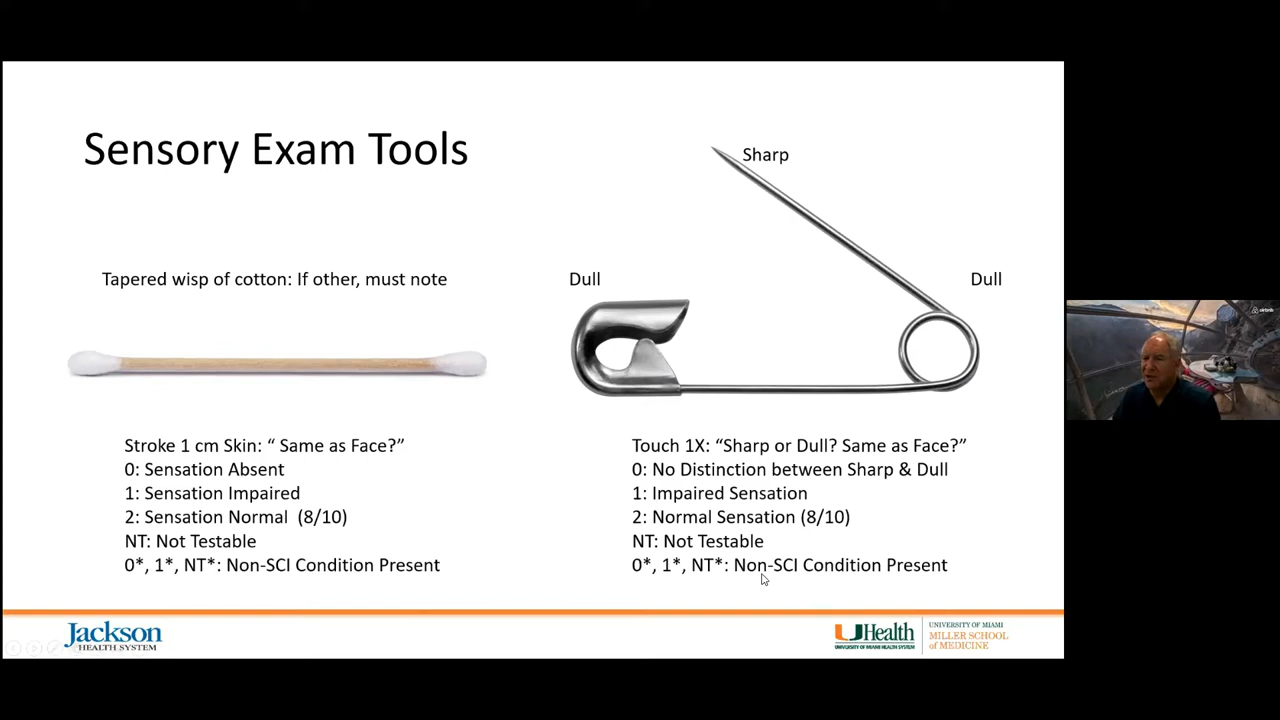 Sensory Exam Tools
Sharp
Tapered wisp of cotton: If other, must note
Dull
Dull
Stroke 1 cm Skin: “ Same as Face?”
0: Sensation Absent
1: Sensation Impaired
2: Sensation Normal  (8/10)
NT: Not Testable
0*, 1*, NT*: Non-SCI Condition Present
Touch 1X: “Sharp or Dull? Same as Face?”
0: No Distinction between Sharp & Dull
1: Impaired Sensation
2: Normal Sensation (8/10)
NT: Not Testable
0*, 1*, NT*: Non-SCI Condition Present
Jackson
HEALTH SYSTEM
UHealth
UNIVERSITY OF MIAMI HEALTH SYSTEM
UNIVERSITY OF MIAMI
MILLER SCHOOL
of MEDICINE
airbnb